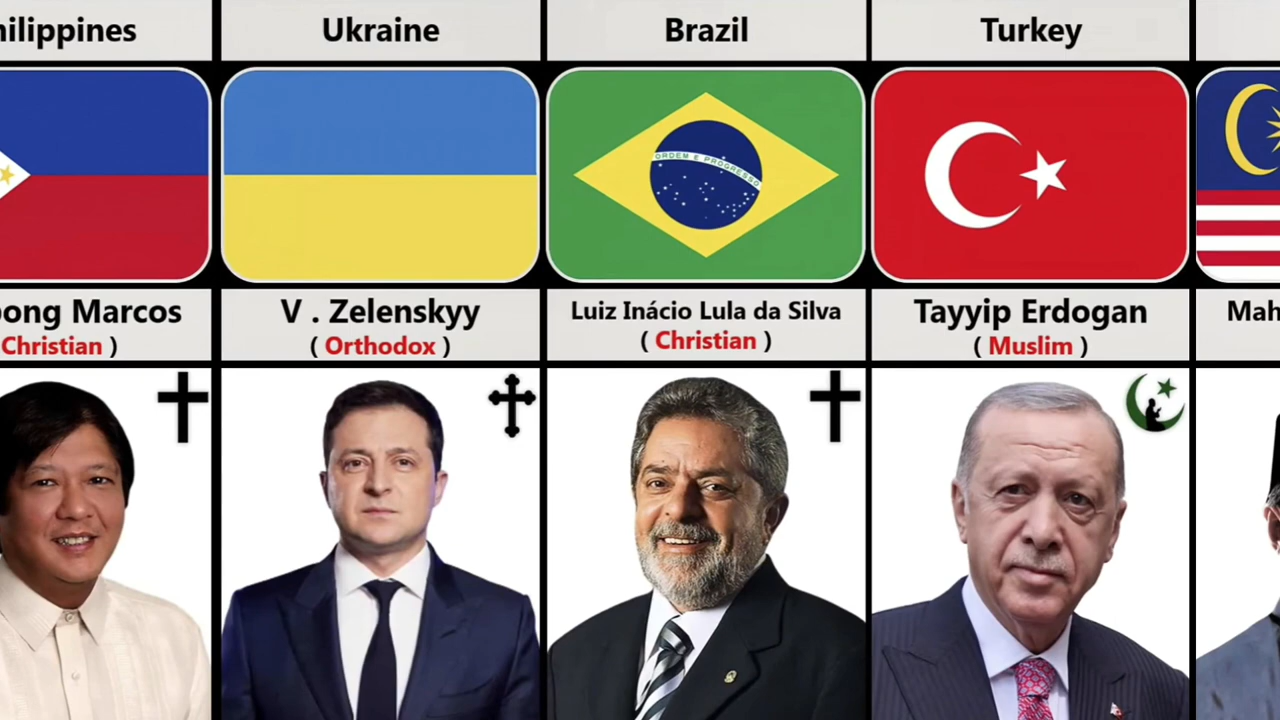 hilippines
Ukraine
Brazil
Turkey
ORDEM E PROGRESSO
ong Marcos
V . Zelenskyy
Luiz Inácio Lula da Silva
Tayyip Erdogan
Mah
Christian )
( Orthodox )
( Christian )
( Muslim )